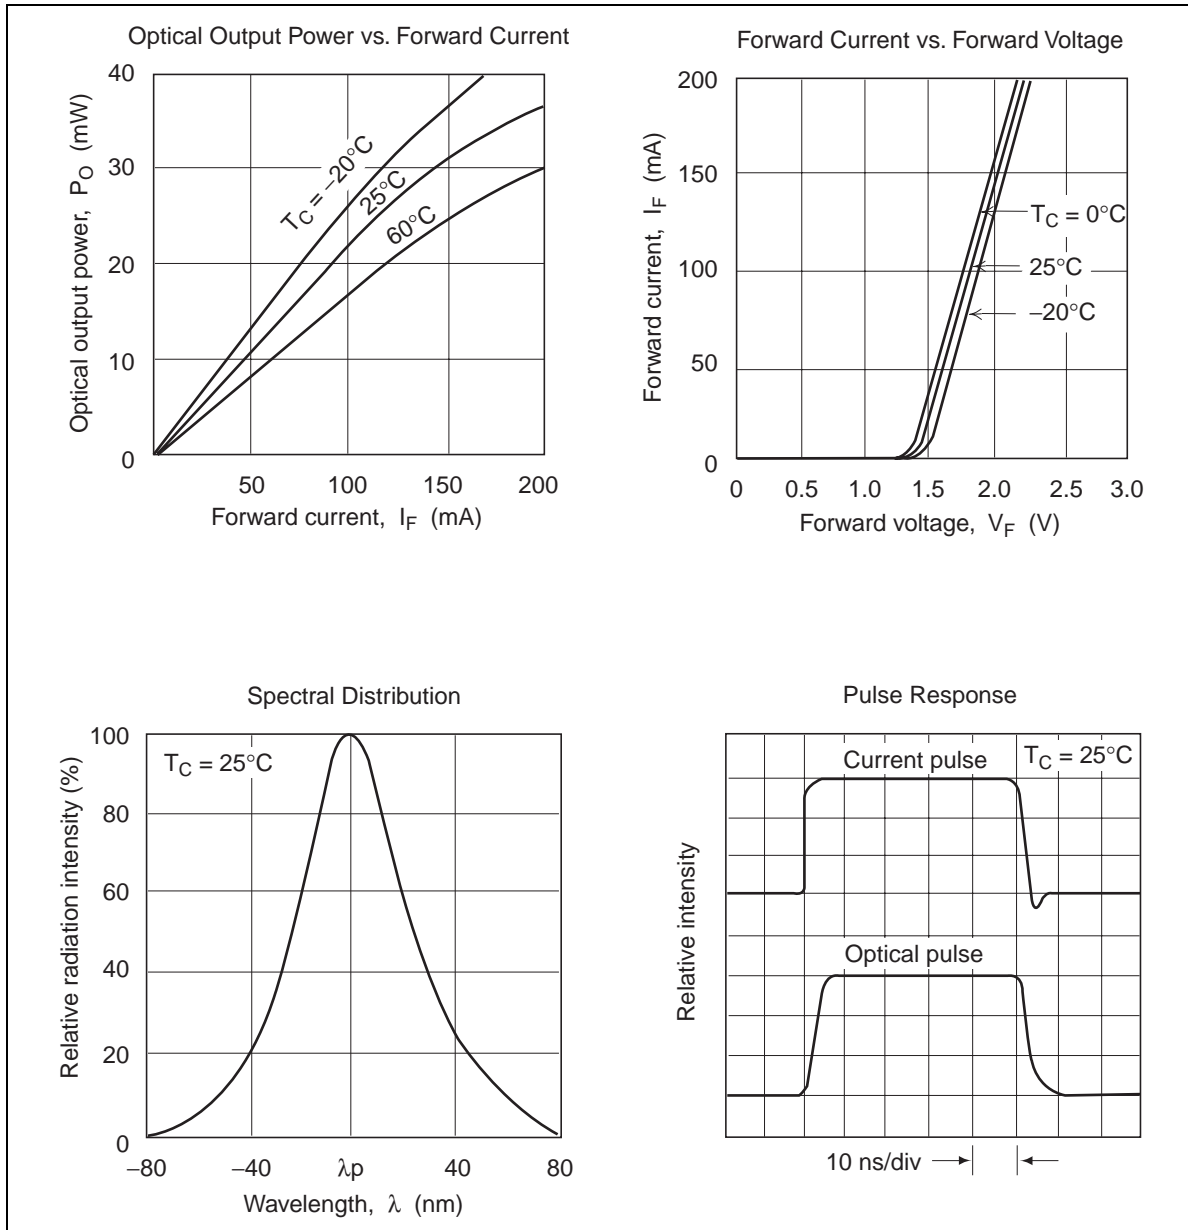 Optical Output Power vs. Forward Current
40
30
20
10
0
Optical output power, PO (mW)
TC = –20°C
25°C
60°C
50 100 150 200
Forward current, IF (mA)
Forward Current vs. Forward Voltage
200
150
100
50
0
Forward current, IF (mA)
TC = 0°C
25°C
–20°C
0 0.5 1.0 1.5 2.0 2.5 3.0
Forward voltage, VF (V)
Spectral Distribution
100
80
60
40
20
0
Relative radiation intensity (%)
TC = 25°C
–80 –40 λp 40 80
Wavelength, λ (nm)
Pulse Response
Relative intensity
Current pulse
TC = 25°C
Optical pulse
10 ns/div